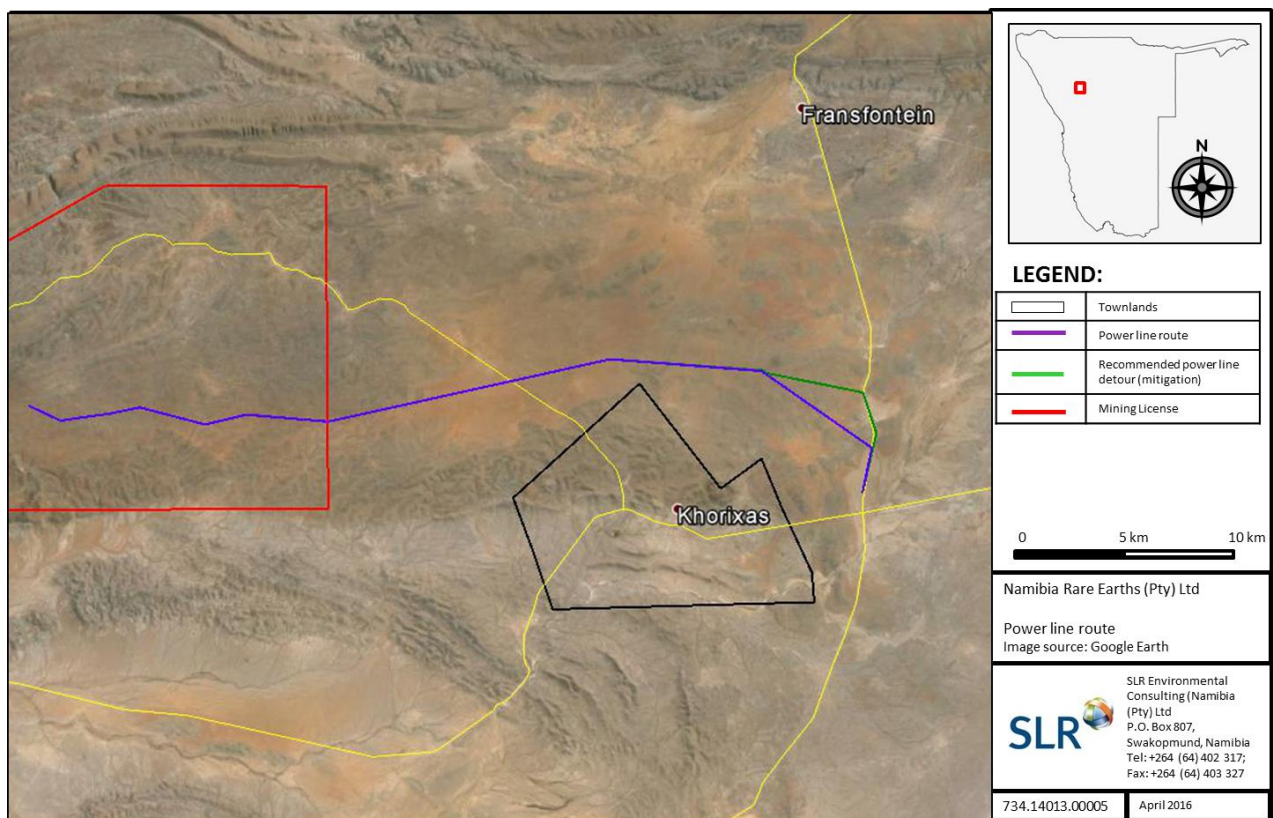 Fransfontein
Khorixas
N
LEGEND:
Townlands
Power line route
Recommended power line
detour (mitigation)
Mining License
0 5 km 10 km
Namibia Rare Earths (Pty) Ltd
Power line route
Image source: Google Earth
SLR
SLR Environmental
Consulting (Namibia
(Pty) Ltd
P.O. Box 807,
Swakopmund, Namibia
Tel: +264 (64) 402 317;
Fax: +264 (64) 403 327
734.14013.00005 April 2016